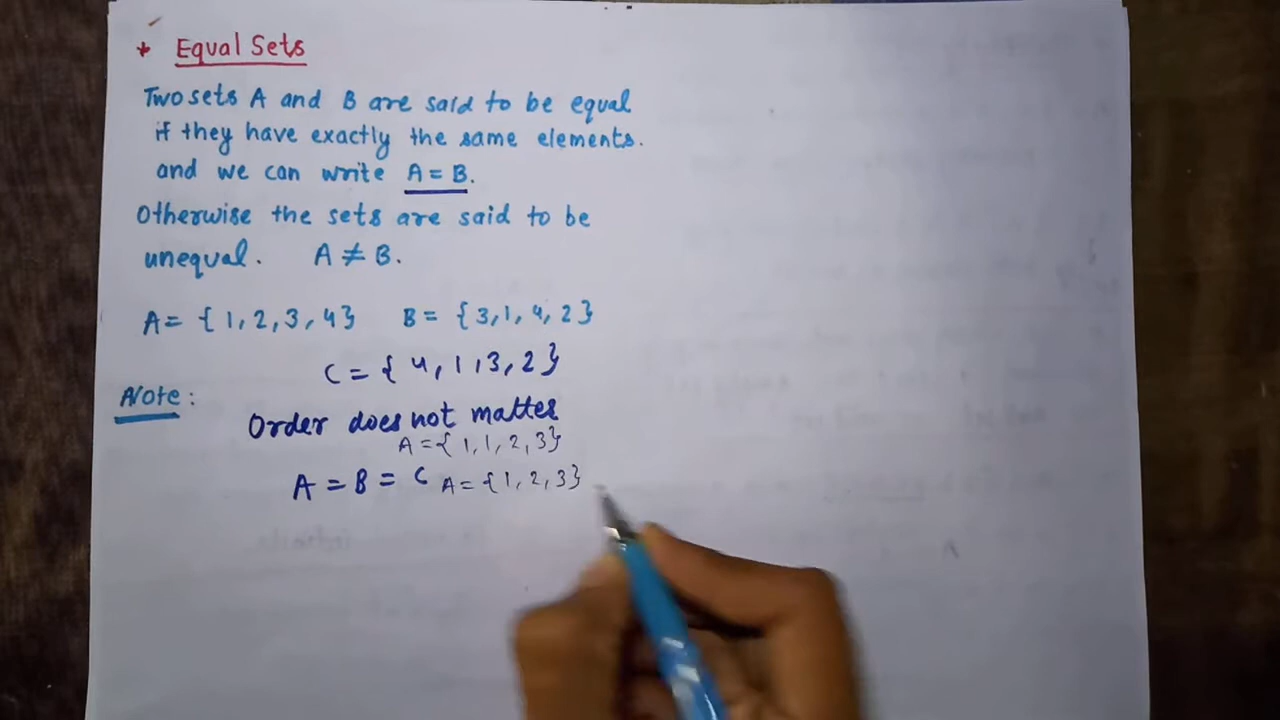 * Equal Sets
Two sets A and B are said to be equal
if they have exactly the same elements.
and we can write A = B.
Otherwise the sets are said to be
unequal. A ≠ B.
A = {1, 2, 3, 4} B = {3, 1, 4, 2}
C = {4, 1, 3, 2}
Note:
Order does not matter
A = {1, 1, 2, 3}
A = B = C A = {1, 2, 3}